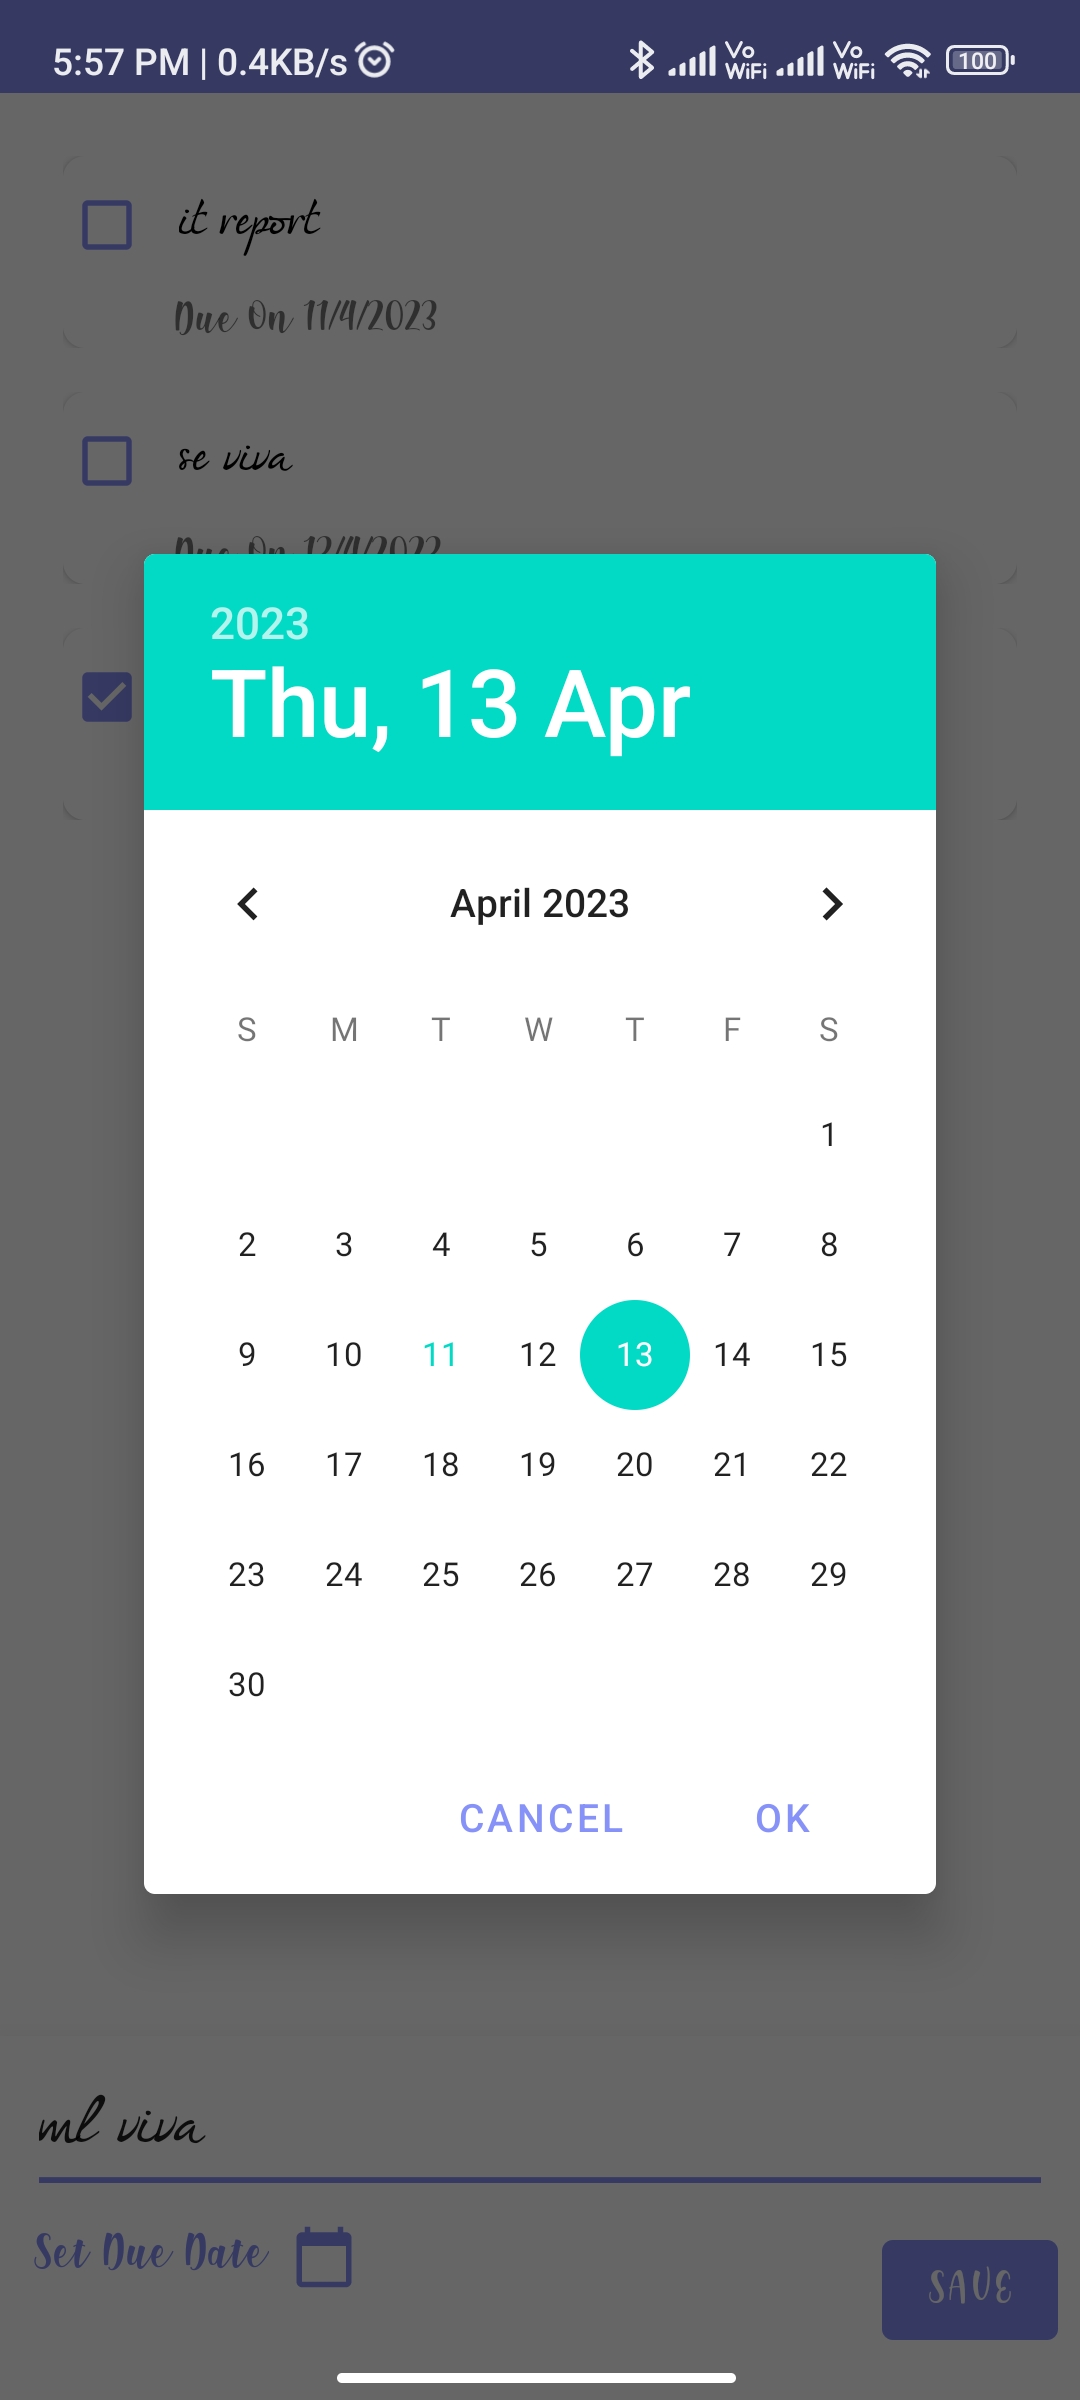 5:57 PM | 0.4KB/s Vo WiFi Vo WiFi 100
it report
Due On 11/4/2023
se viva
Due On
2023
Thu, 13 Apr
April 2023
S M T W T F S
1
2 3 4 5 6 7 8
9 10 11 12 13 14 15
16 17 18 19 20 21 22
23 24 25 26 27 28 29
30
CANCEL OK
ml viva
Set Due Date
SAVE